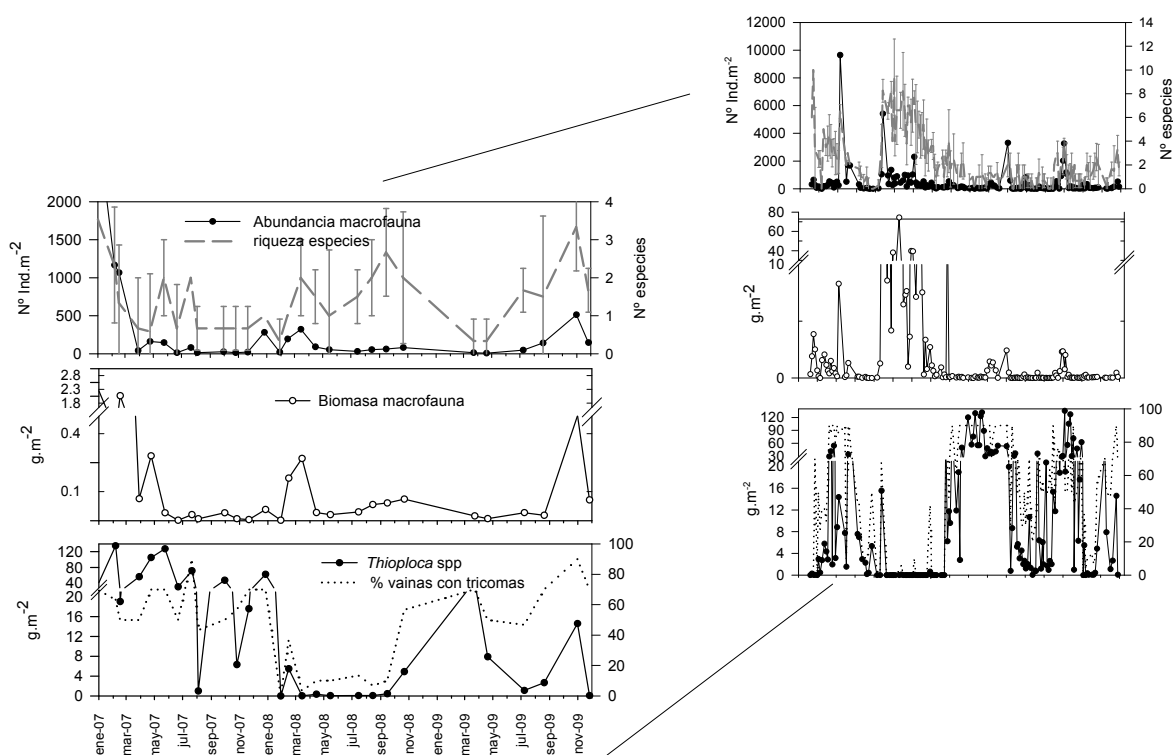 12000
10000
8000
6000
4000
2000
0
Nº Ind.m-2
14
12
10
8
6
4
2
0
Nº especies
2000
1500
1000
500
0
Nº Ind.m-2
Abundancia macrofauna
riqueza especies
4
3
2
1
0
Nº especies
80
70
60
50
40
30
10
0
g.m-2
2.8
2.3
1.8
0.4
0.1
g.m-2
Biomasa macrofauna
120
90
60
30
20
16
12
8
4
0
g.m-2
100
80
60
40
20
0
120
80
40
20
16
12
8
4
0
g.m-2
Thioploca spp
% vainas con tricomas
100
80
60
40
20
0
ene-07
mar-07
may-07
jul-07
sep-07
nov-07
ene-08
mar-08
may-08
jul-08
sep-08
nov-08
ene-09
mar-09
may-09
jul-09
sep-09
nov-09